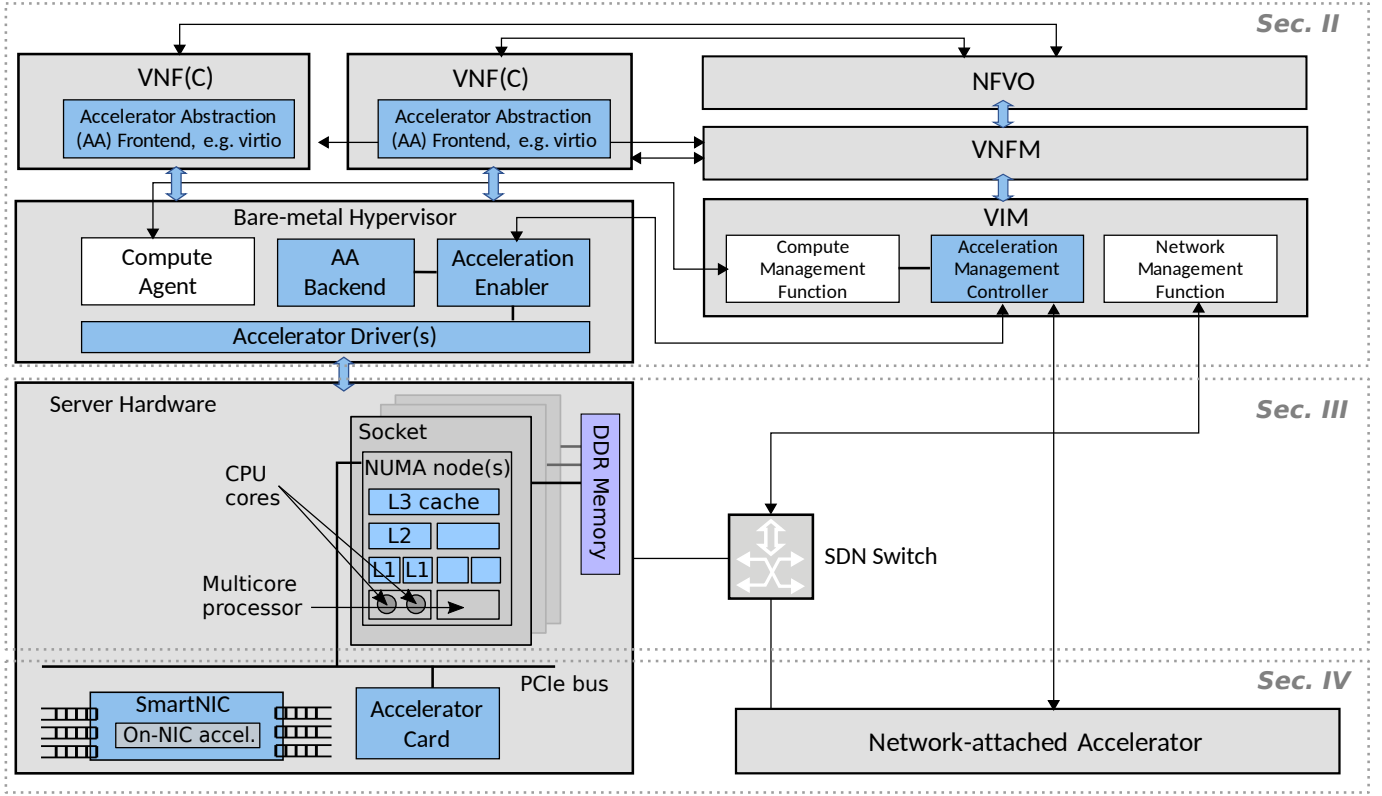 Sec. II
VNF(C)
Accelerator Abstraction
(AA) Frontend, e.g. virtio
VNF(C)
Accelerator Abstraction
(AA) Frontend, e.g. virtio
NFVO
VNFM
VIM
Compute
Management
Function
Acceleration
Management
Controller
Network
Management
Function
Bare-metal Hypervisor
Compute
Agent
AA
Backend
Acceleration
Enabler
Accelerator Driver(s)
Sec. III
Server Hardware
Socket
NUMA node(s)
L3 cache
L2
L1
L1
CPU
cores
Multicore
processor
DDR Memory
SDN Switch
Sec. IV
PCIe bus
SmartNIC
On-NIC accel.
Accelerator
Card
Network-attached Accelerator